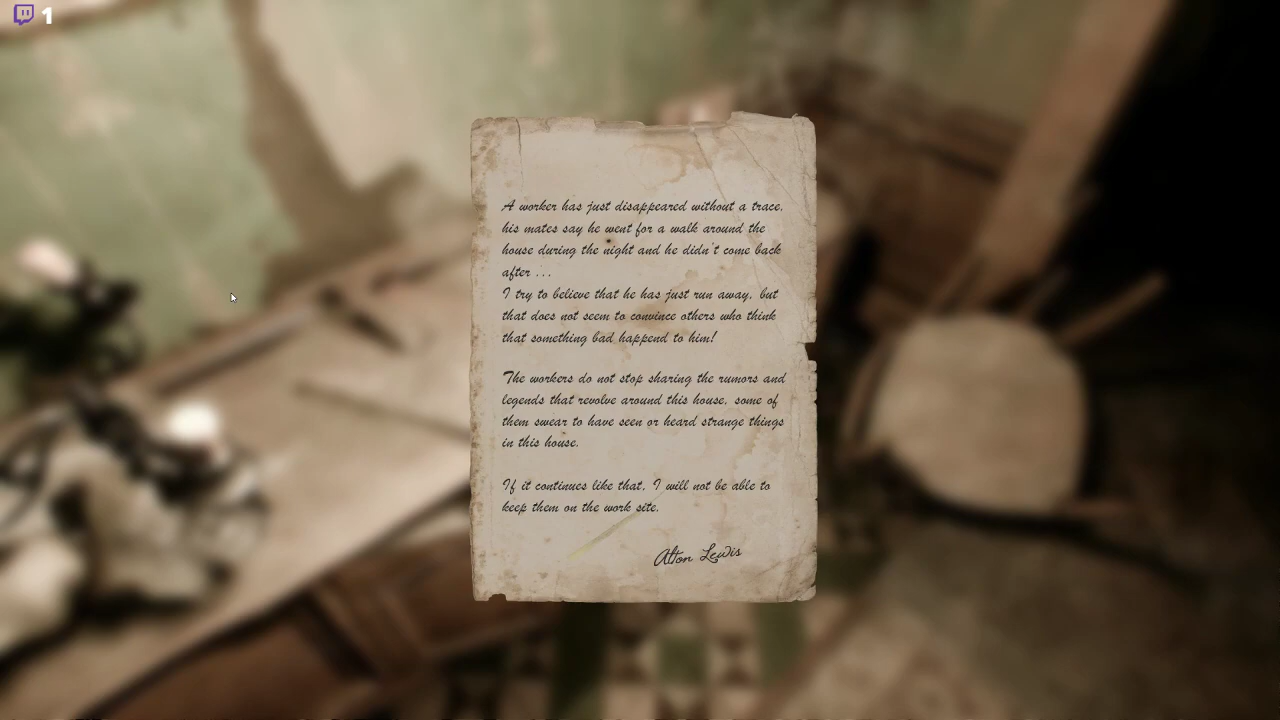 1
A worker has just disappeared without a trace,
his mates say he went for a walk around the
house during the night and he didn't come back
after ...
I try to believe that he has just run away, but
that does not seem to convince others who think
that something bad happend to him!
The workers do not stop sharing the rumors and
legends that revolve around this house, some of
them swear to have seen or heard strange things
in this house.
If it continues like that, I will not be able to
keep them on the work site.
Alton Lewis